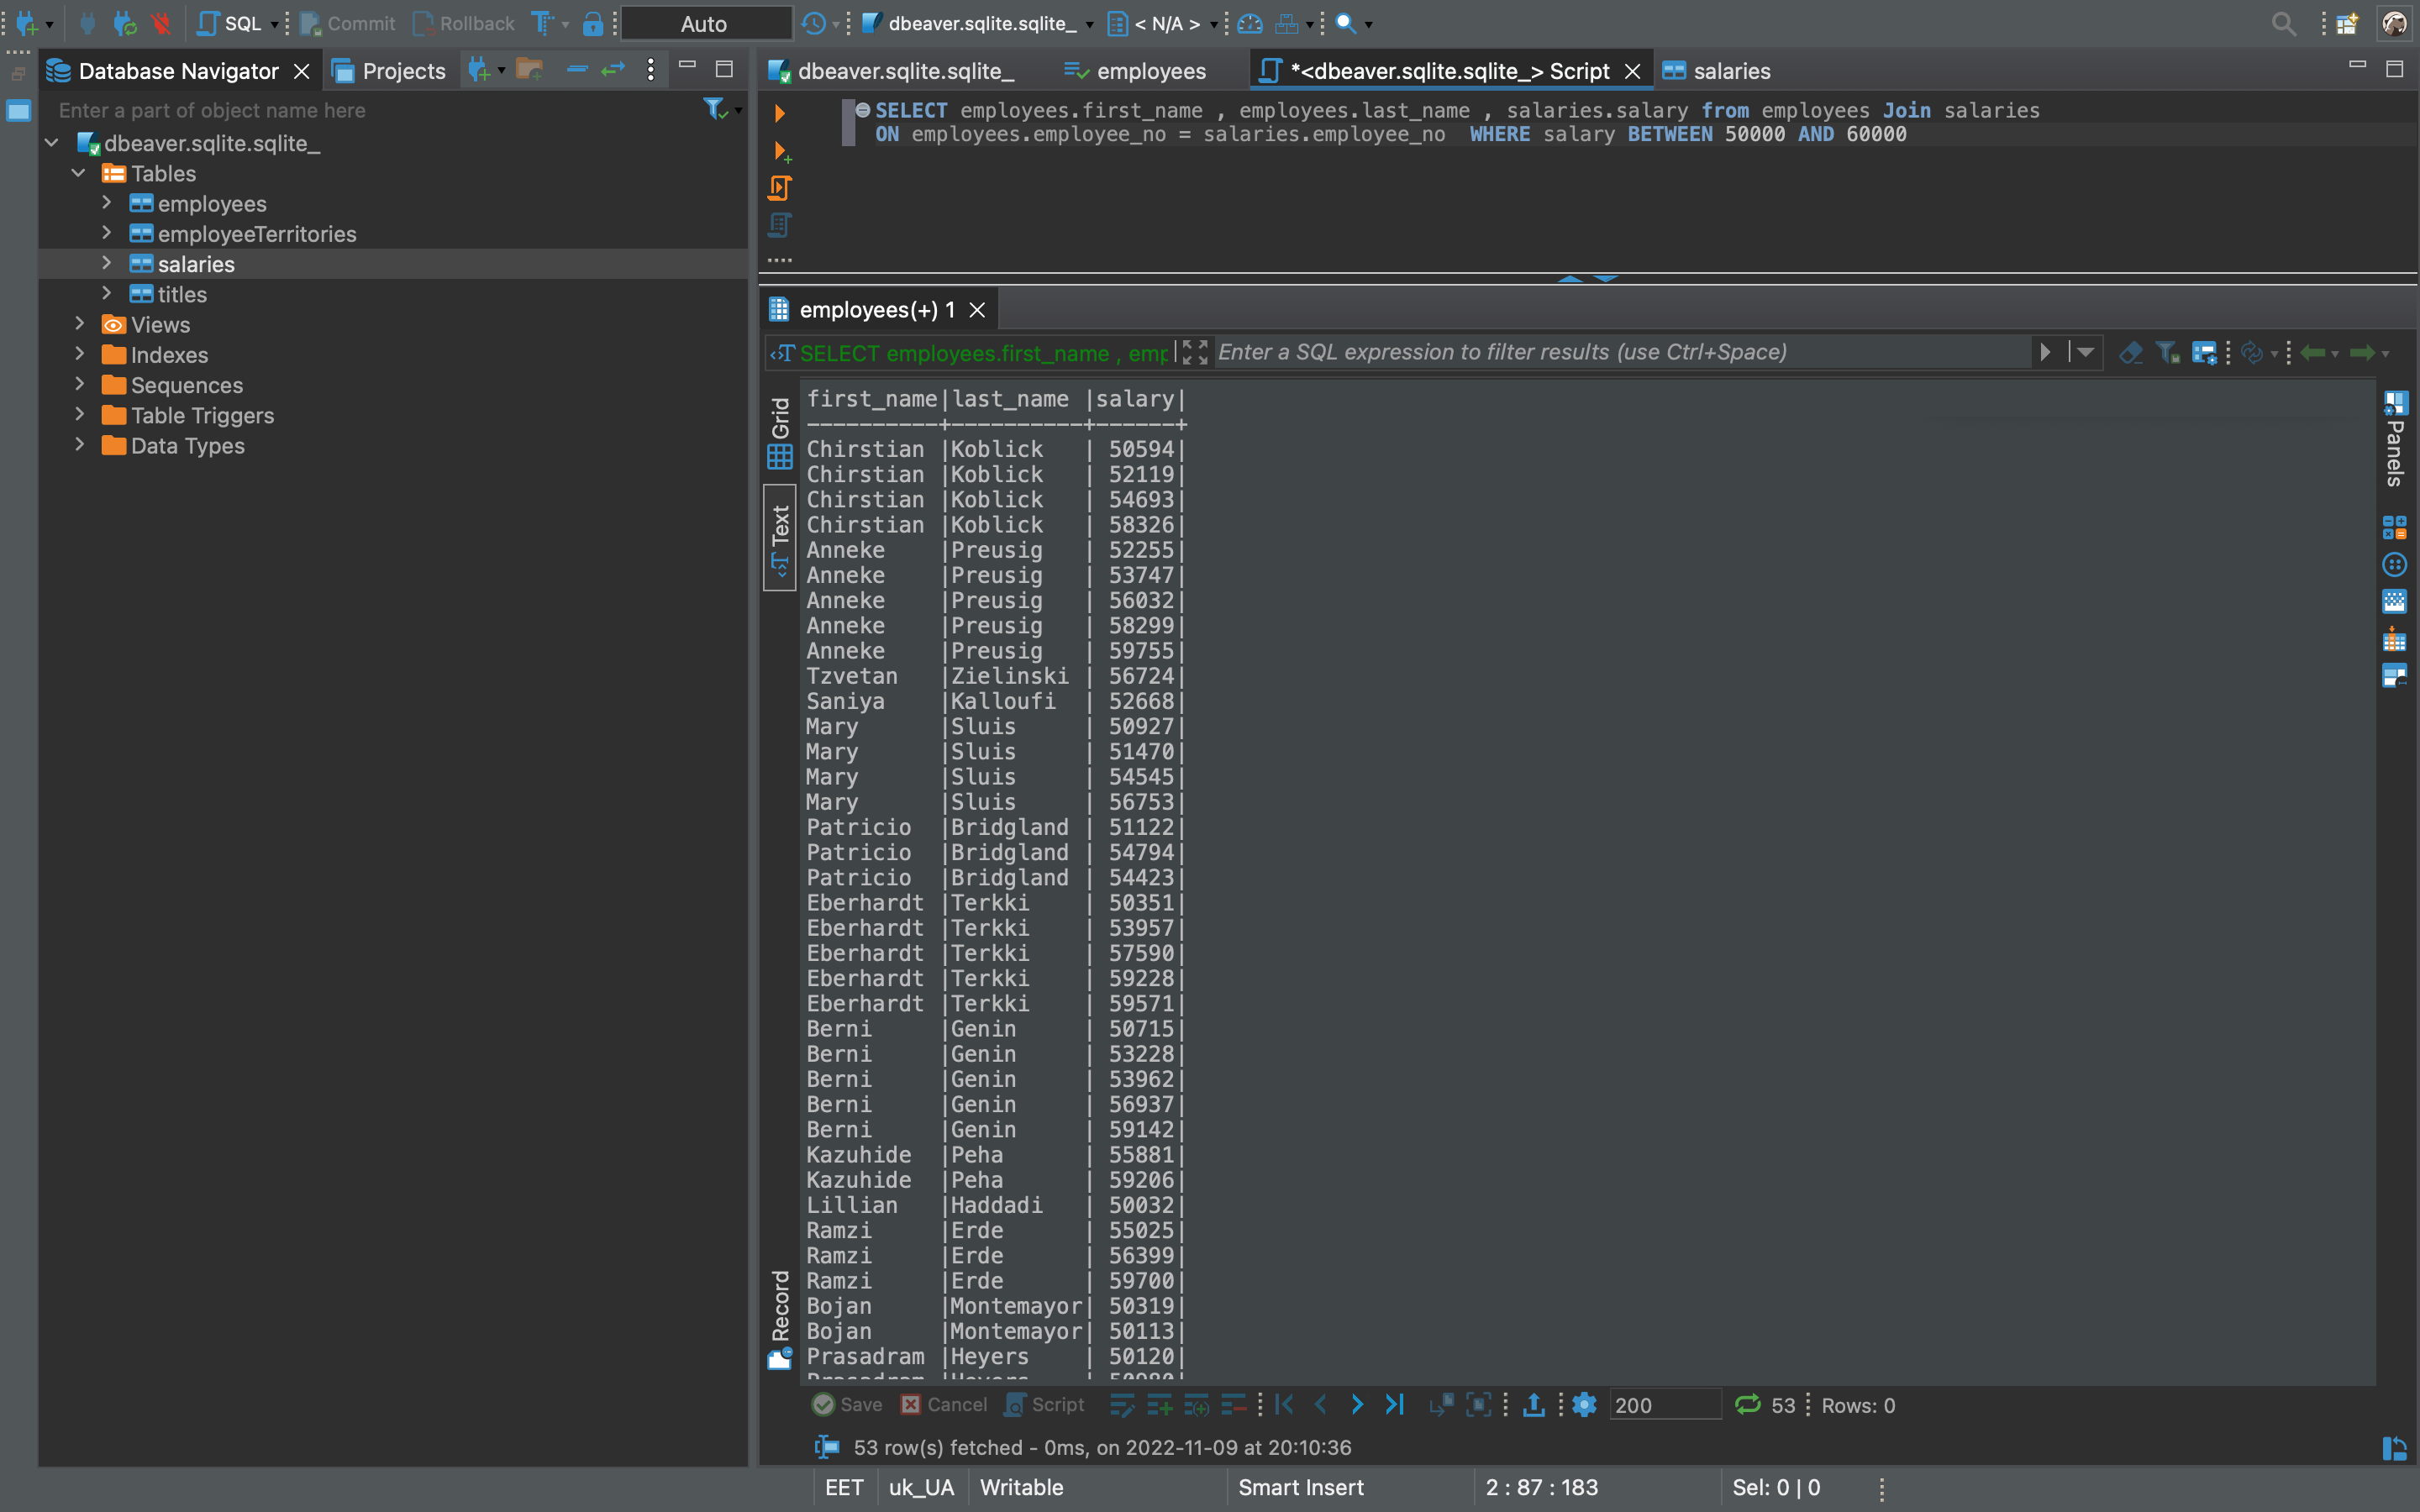 SQL Commit Rollback Auto dbeaver.sqlite.sqlite_ < N/A >
Database Navigator Projects
Enter a part of object name here
dbeaver.sqlite.sqlite_
Tables
employees
employeeTerritories
salaries
titles
Views
Indexes
Sequences
Table Triggers
Data Types
dbeaver.sqlite.sqlite_ employees *<dbeaver.sqlite.sqlite_> Script salaries
SELECT employees.first_name , employees.last_name , salaries.salary from employees Join salaries
ON employees.employee_no = salaries.employee_no WHERE salary BETWEEN 50000 AND 60000
employees(+) 1
SELECT employees.first_name , emp Enter a SQL expression to filter results (use Ctrl+Space)
Grid
Text
Record
Panels
first_name|last_name |salary|
----------+----------+------+
Chirstian |Koblick   | 50594|
Chirstian |Koblick   | 52119|
Chirstian |Koblick   | 54693|
Chirstian |Koblick   | 58326|
Anneke    |Preusig   | 52255|
Anneke    |Preusig   | 53747|
Anneke    |Preusig   | 56032|
Anneke    |Preusig   | 58299|
Anneke    |Preusig   | 59755|
Tzvetan   |Zielinski | 56724|
Saniya    |Kalloufi  | 52668|
Mary      |Sluis     | 50927|
Mary      |Sluis     | 51470|
Mary      |Sluis     | 54545|
Mary      |Sluis     | 56753|
Patricio  |Bridgland | 51122|
Patricio  |Bridgland | 54794|
Patricio  |Bridgland | 54423|
Eberhardt |Terkki    | 50351|
Eberhardt |Terkki    | 53957|
Eberhardt |Terkki    | 57590|
Eberhardt |Terkki    | 59228|
Eberhardt |Terkki    | 59571|
Berni     |Genin     | 50715|
Berni     |Genin     | 53228|
Berni     |Genin     | 53962|
Berni     |Genin     | 56937|
Berni     |Genin     | 59142|
Kazuhide  |Peha      | 55881|
Kazuhide  |Peha      | 59206|
Lillian   |Haddadi   | 50032|
Ramzi     |Erde      | 55025|
Ramzi     |Erde      | 56399|
Ramzi     |Erde      | 59700|
Bojan     |Montemayor| 50319|
Bojan     |Montemayor| 50113|
Prasadram |Heyers    | 50120|
Save Cancel Script 200 53 Rows: 0
53 row(s) fetched - 0ms, on 2022-11-09 at 20:10:36
EET uk_UA Writable Smart Insert 2 : 87 : 183 Sel: 0 | 0